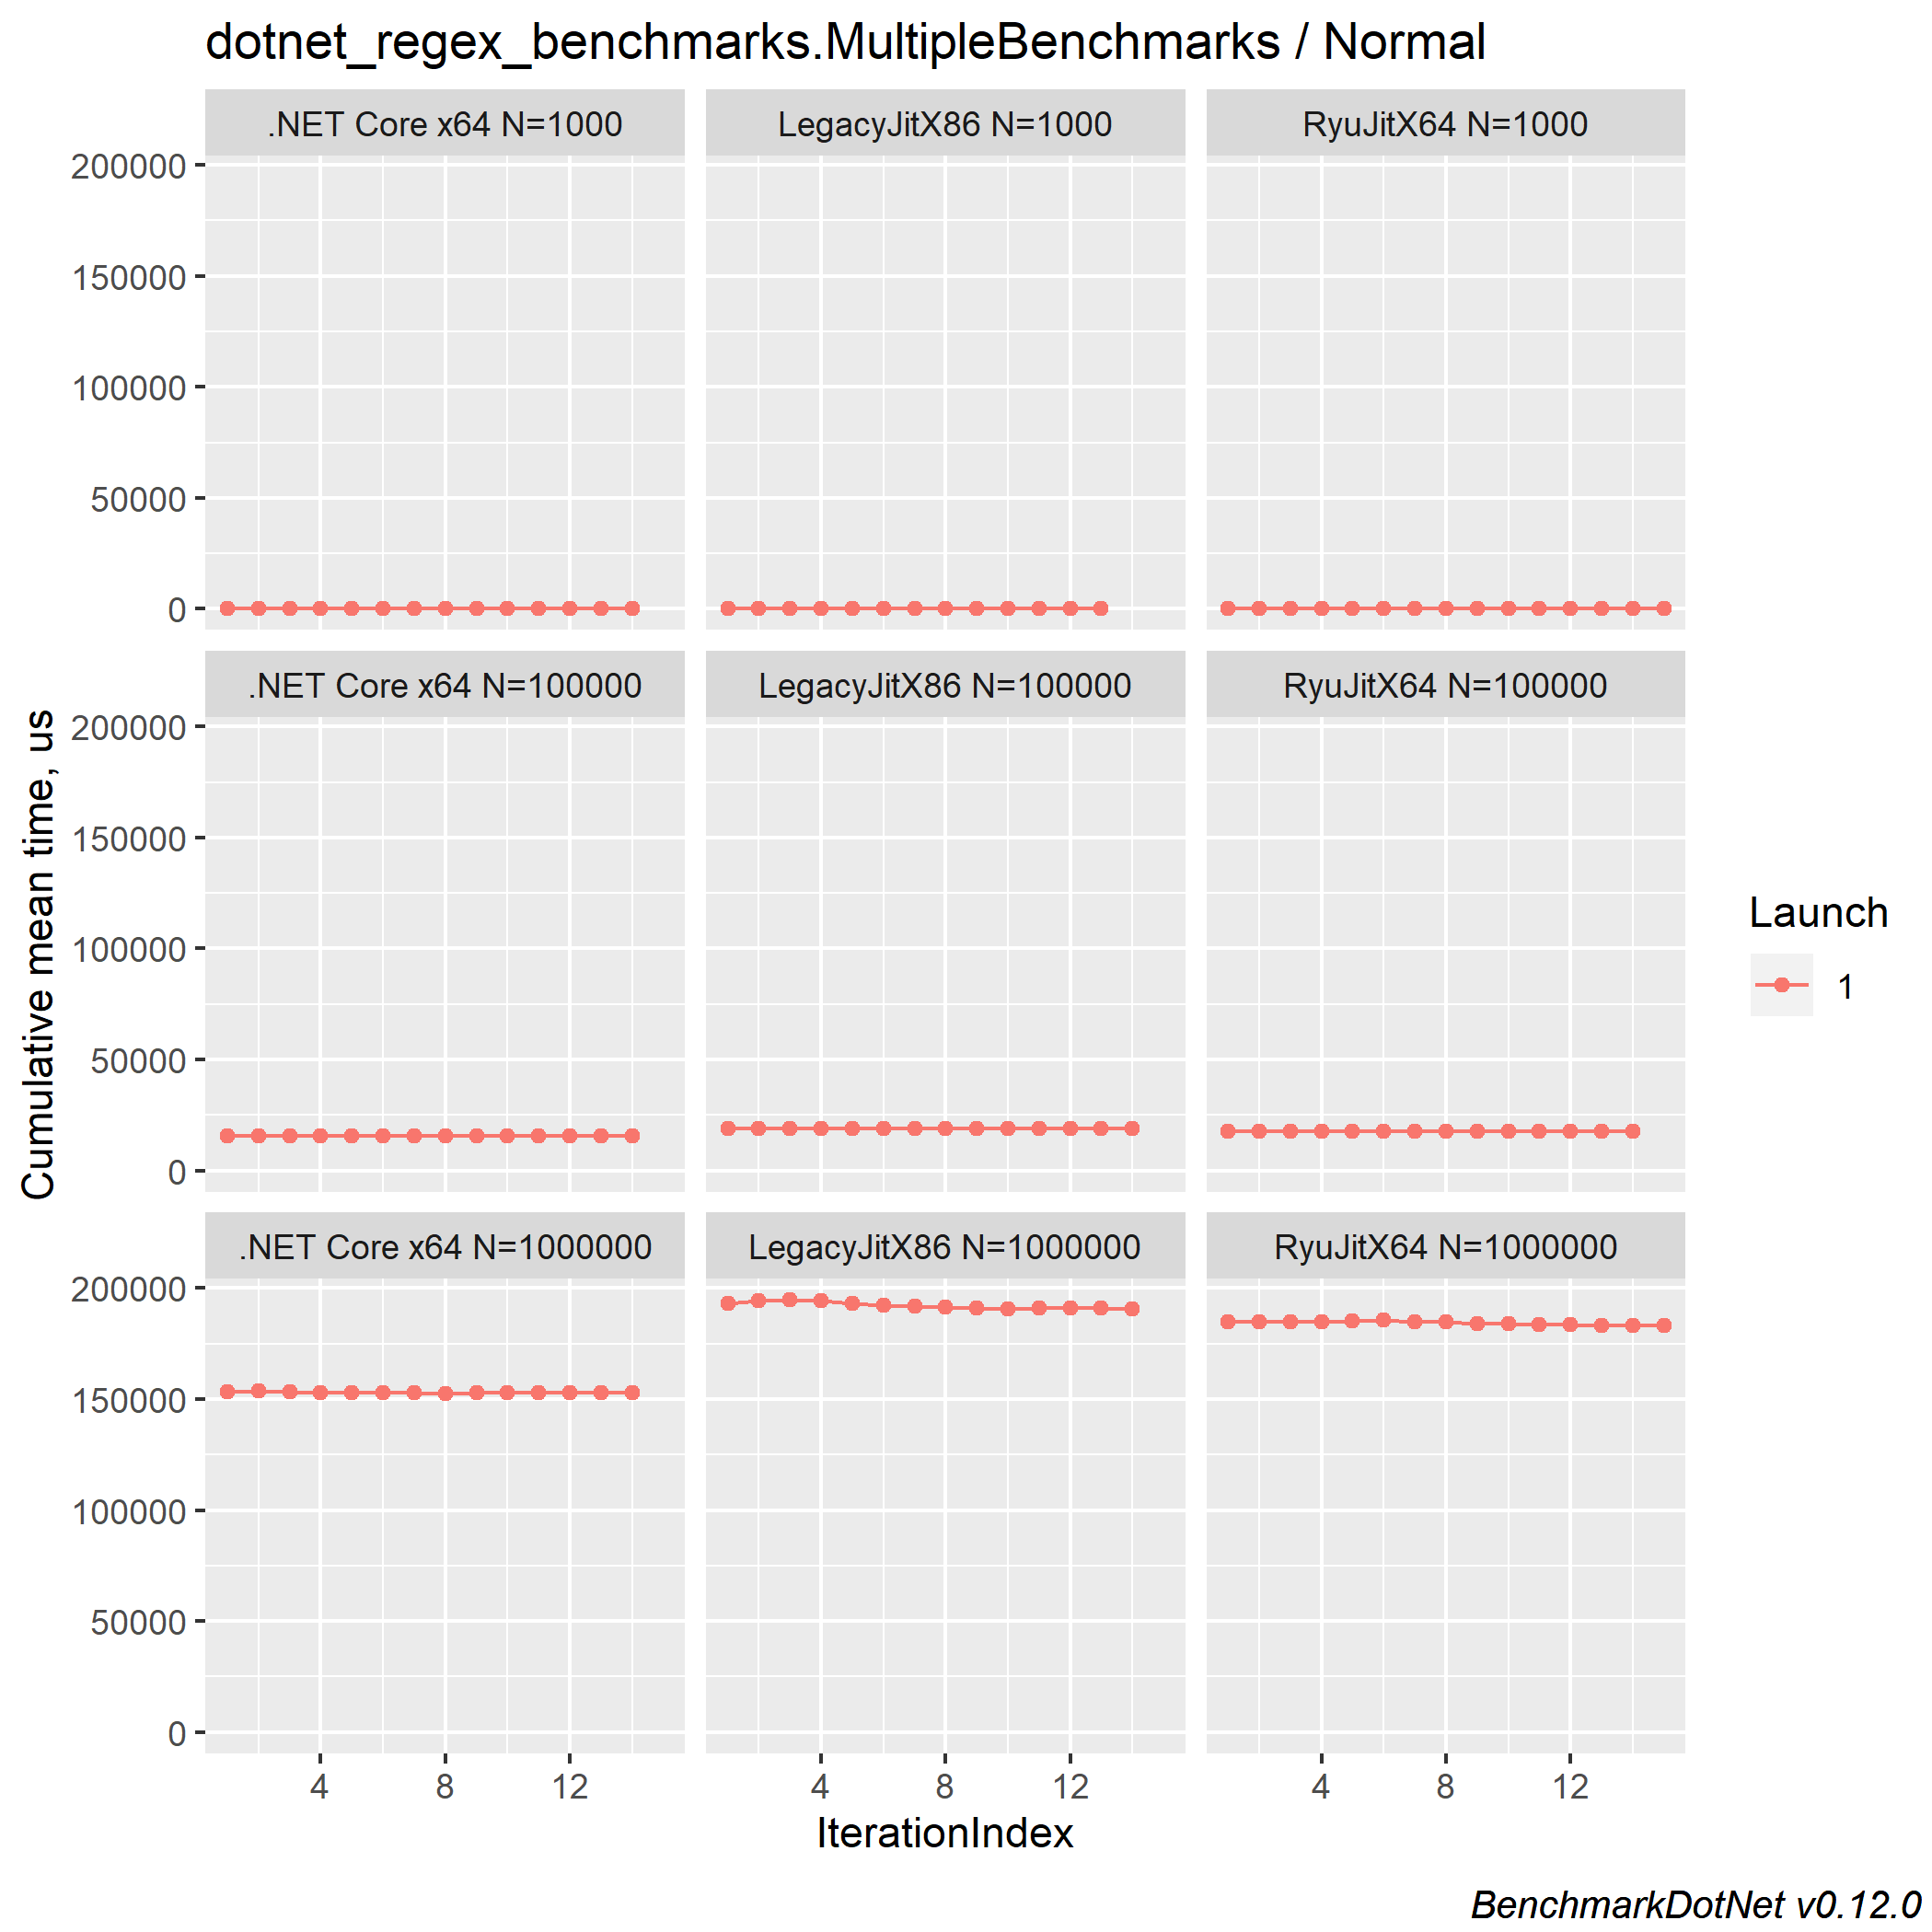 dotnet_regex_benchmarks.MultipleBenchmarks / Normal
.NET Core x64 N=1000
LegacyJitX86 N=1000
RyuJitX64 N=1000
200000
150000
100000
50000
0
.NET Core x64 N=100000
LegacyJitX86 N=100000
RyuJitX64 N=100000
200000
150000
100000
50000
0
.NET Core x64 N=1000000
LegacyJitX86 N=1000000
RyuJitX64 N=1000000
200000
150000
100000
50000
0
Cumulative mean time, us
4 8 12
4 8 12
4 8 12
IterationIndex
Launch
1
BenchmarkDotNet v0.12.0